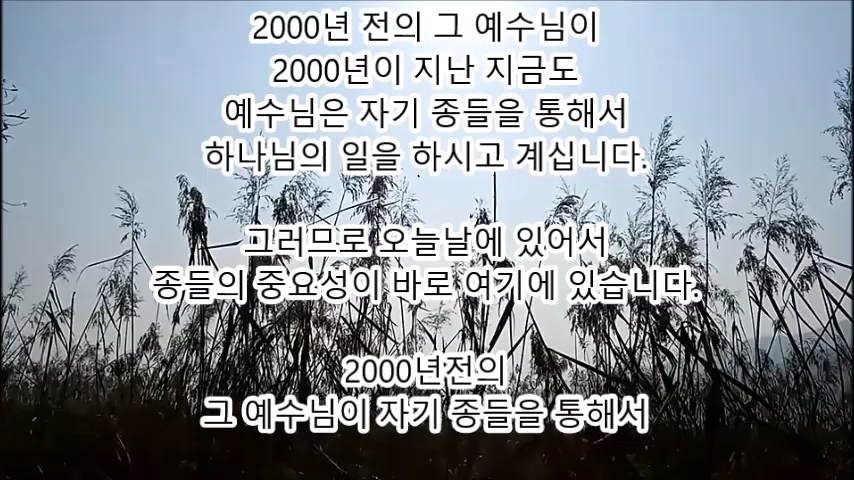 2000년 전의 그 예수님이
2000년이 지난 지금도
예수님은 자기 종들을 통해서
하나님의 일을 하시고 계십니다.
그러므로 오늘날에 있어서
종들의 중요성이 바로 여기에 있습니다.
2000년전의
그 예수님이 자기 종들을 통해서